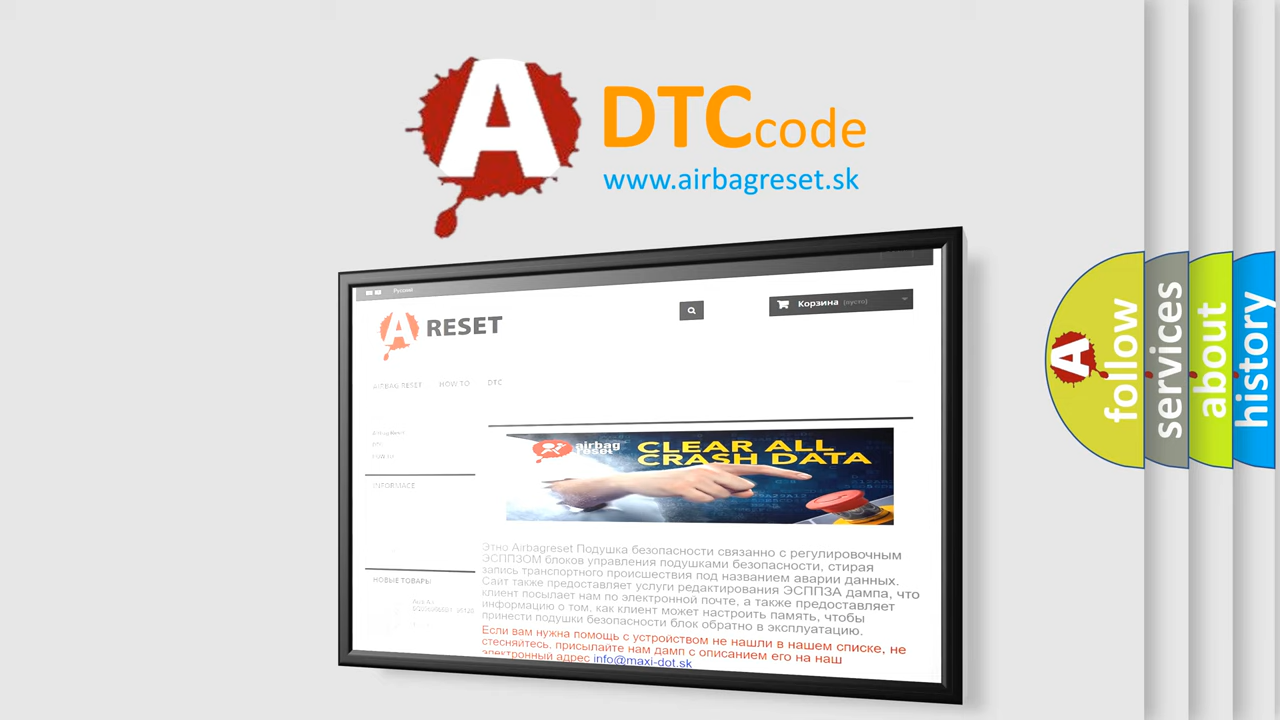 A
DTCcode
www.airbagreset.sk
Русский
A RESET
Корзина (пусто)
AIRBAG RESET HOW TO DTC
INFORMACE
airbag
reset
CLEAR ALL
CRASH DATA
Этно Airbagreset Подушка безопасности связанно с регулировочным
ЭСППЗОМ блоков управления подушками безопасности, стирая
запись транспортного происшествия под названием аварии данных.
Сайт также предоставляет услуги редактирования ЭСППЗА дампа, что
клиент посылает нам по электронной почте, а также предоставляет
информацию о том, как клиент может настроить память, чтобы
принести подушки безопасности блок обратно в эксплуатацию.
НОВЫЕ ТОВАРЫ
Если вам нужна помощь с устройством не нашли в нашем списке, не
стесняйтесь, присылайте нам дамп с описанием его на наш
электронный адрес info@maxi-dot.sk
A
follow
services
about
history